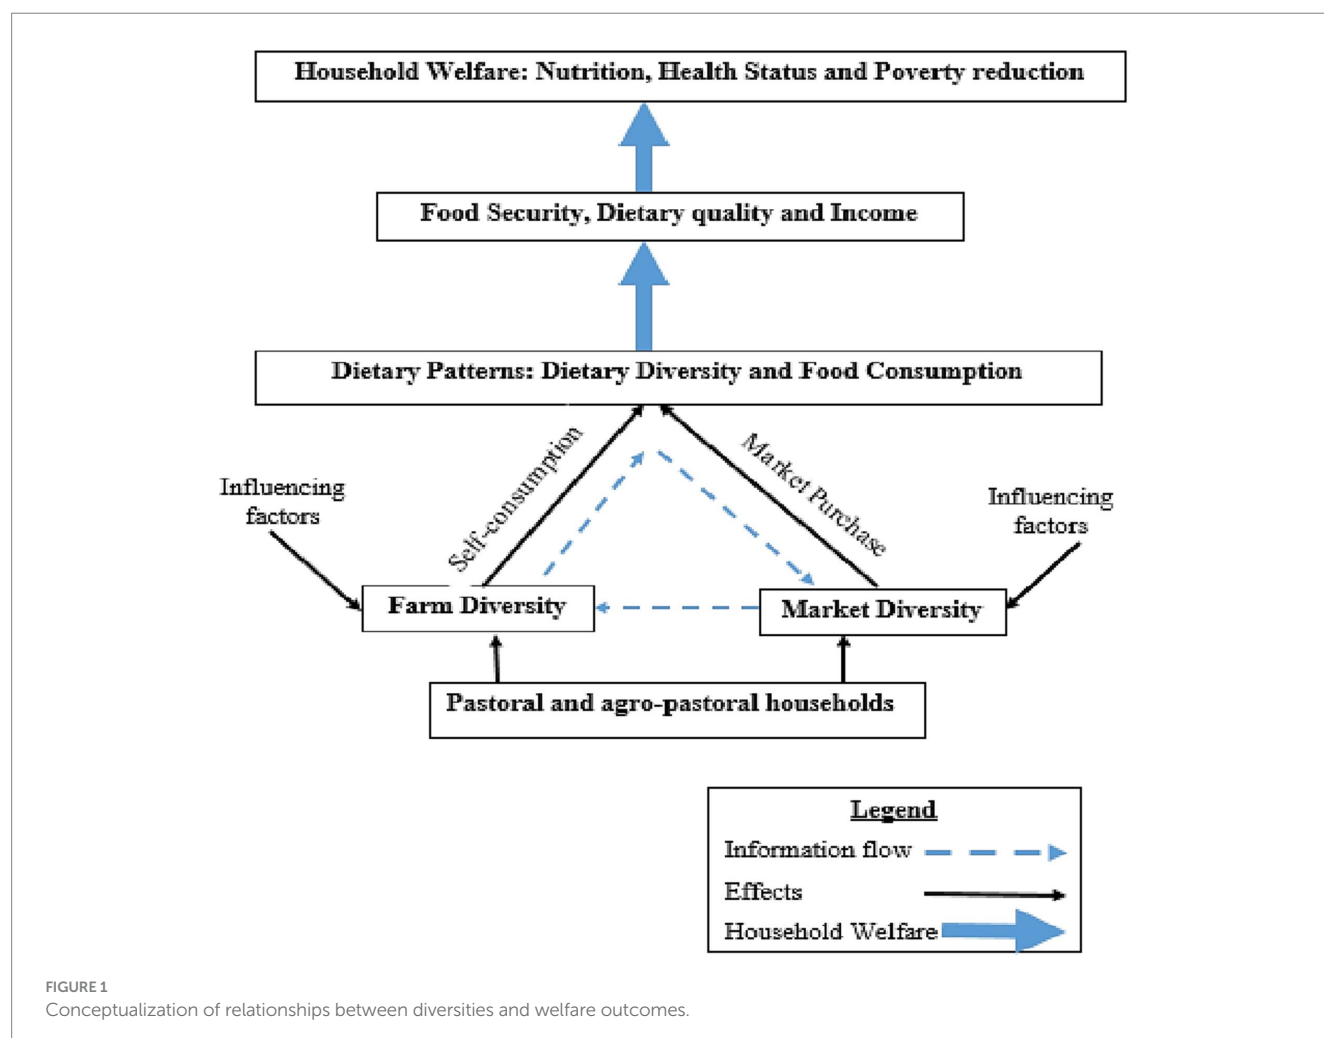 Household Welfare: Nutrition, Health Status and Poverty reduction
Food Security, Dietary quality and Income
Dietary Patterns: Dietary Diversity and Food Consumption
Self-consumption
Market Purchase
Influencing
factors
Influencing
factors
Farm Diversity
Market Diversity
Pastoral and agro-pastoral households
Legend
Information flow
Effects
Household Welfare
FIGURE 1
Conceptualization of relationships between diversities and welfare outcomes.